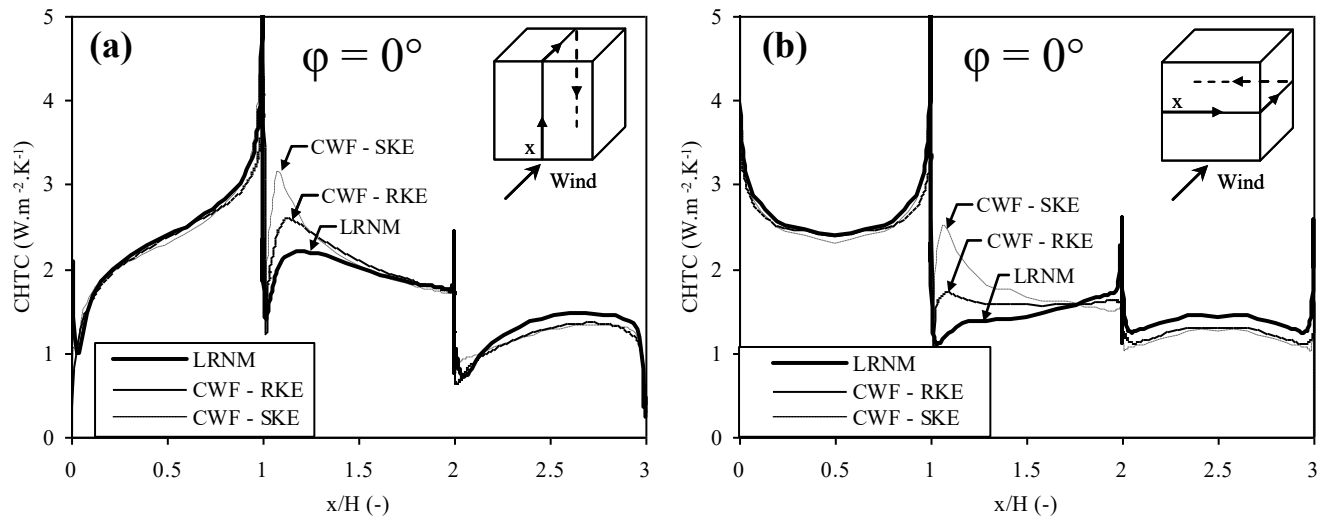 (a)
φ = 0°
5
4
3
2
1
0
CHTC (W.m⁻².K⁻¹)
CWF - SKE
CWF - RKE
LRNM
x
Wind
LRNM
CWF - RKE
CWF - SKE
0 0.5 1 1.5 2 2.5 3
x/H (-)
(b)
φ = 0°
5
4
3
2
1
0
CHTC (W.m⁻².K⁻¹)
CWF - SKE
CWF - RKE
LRNM
x
Wind
LRNM
CWF - RKE
CWF - SKE
0 0.5 1 1.5 2 2.5 3
x/H (-)